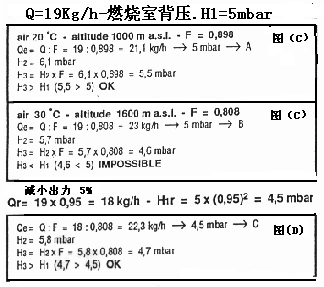 Q=19Kg/h-燃烧室背压.H1=5mbar
air 20 °C - altitude 1000 m a.s.l. - F = 0,898
图 (C)
Ge = Q : F = 19 : 0,898 = 21,1 kg/h → 5 mbar → A
H2 = 6,1 mbar
H3 = H2 x F = 6,1 x 0,898 = 5,5 mbar
H3 > H1 (5,5 > 5) OK
air 30 °C - altitude 1600 m a.s.l. - F = 0,808
图 (C)
Ge = Q : F = 19 : 0,808 = 23 kg/h → 5 mbar → B
H2 = 5,7 mbar
H3 = H2 x F = 5,7 x 0,808 = 4,6 mbar
H3 < H1 (4,6 < 5) IMPOSSIBLE
减小出力 5%
Qr= 19 x 0,95 = 18 kg/h - H1r = 5 x (0,95)² = 4,5 mbar
Ge = Q : F = 18 : 0,808 = 22,3 kg/h → 4,5 mbar → C
图(D)
H2 = 5,8 mbar
H3 = H2 x F = 5,8 x 0,808 = 4,7 mbar
H3 > H1 (4,7 > 4,5) OK